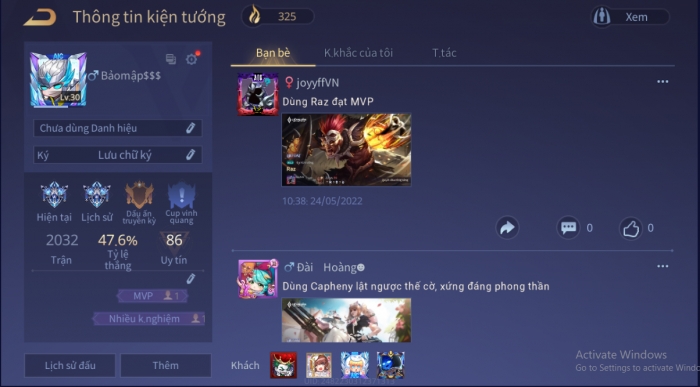 Thông tin kiện tướng
325
Xem
Bạn bè
K.khắc của tôi
T.tác
AIC
Lv.30
Bảomập$$$
Chưa dùng Danh hiệu
Ký
Lưu chữ ký
Hiện tại
Lịch sử
Dấu ấn truyền kỳ
Cup vinh quang
2032
47.6%
86
Trận
Tỷ lệ thắng
Uy tín
MVP 1
Nhiều k.nghiệm 1
Lịch sử đấu
Thêm
joyyffVN
Dùng Raz đạt MVP
Raz
10:38 24/05/2022
0
0
Đài Hoàng
Dùng Capheny lật ngược thế cờ, xứng đáng phong thần
Khách
Activate Windows
Go to Settings to activate Wind